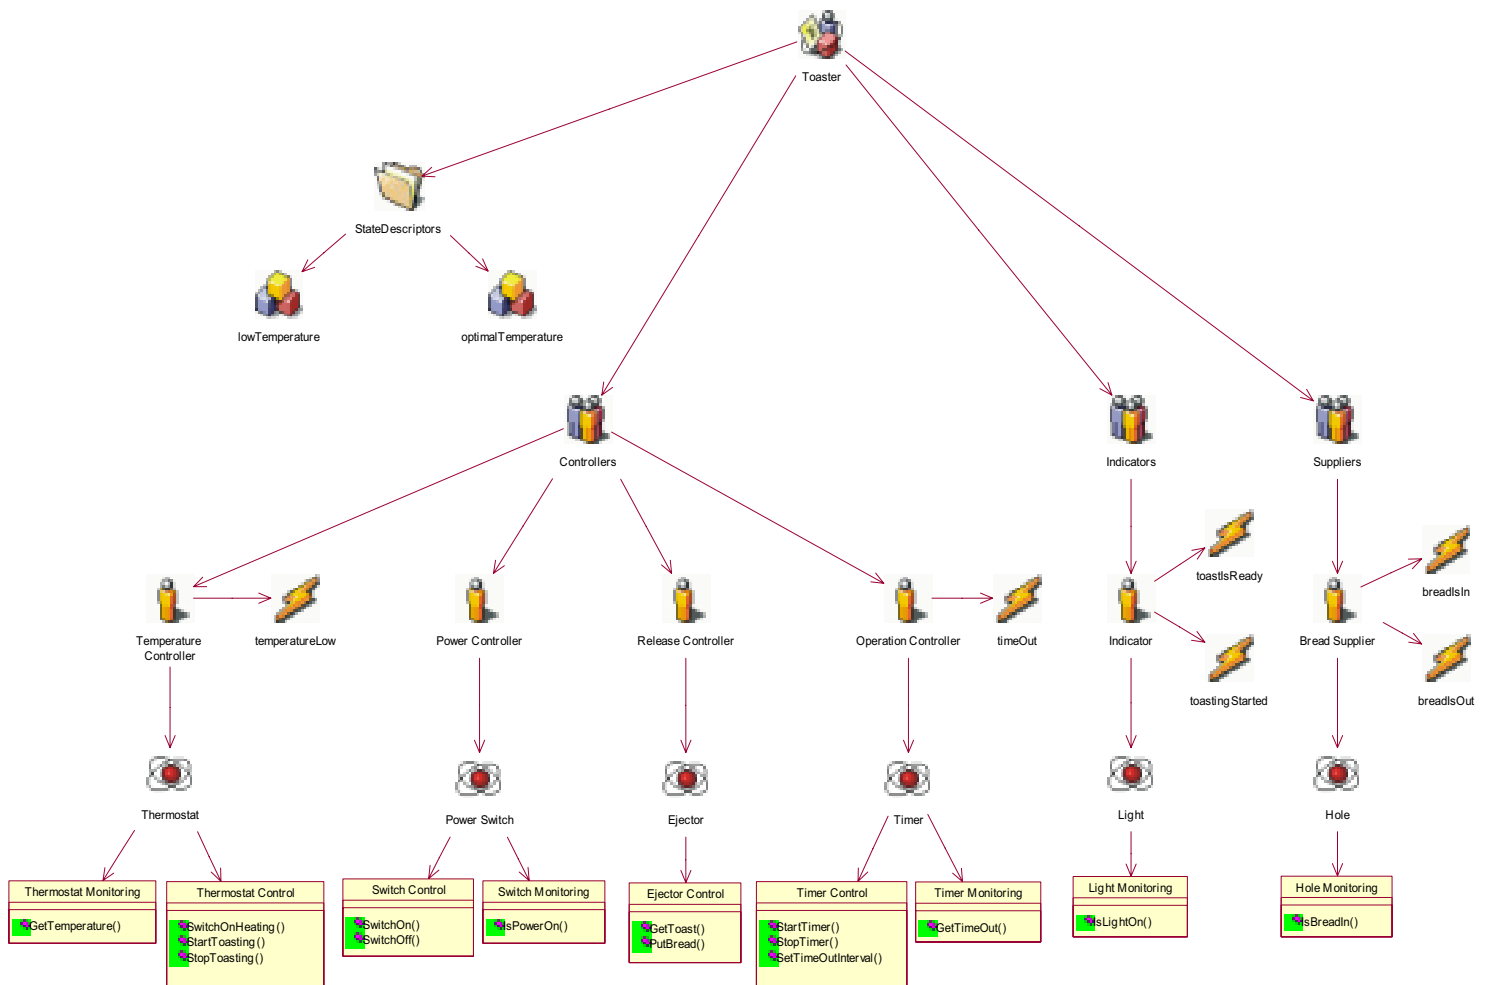 Toaster
StateDescriptors
lowTemperature
optimalTemperature
Controllers
Indicators
Suppliers
toastIsReady
breadIsIn
Temperature
Controller
temperatureLow
Power Controller
Release Controller
Operation Controller
timeOut
Indicator
Bread Supplier
toastingStarted
breadIsOut
Thermostat
Power Switch
Ejector
Timer
Light
Hole
Thermostat Monitoring
GetTemperature()
Thermostat Control
SwitchOnHeating()
StartToasting()
StopToasting()
Switch Control
SwitchOn()
SwitchOff()
Switch Monitoring
IsPowerOn()
Ejector Control
GetToast()
PutBread()
Timer Control
StartTimer()
StopTimer()
SetTimeOutInterval()
Timer Monitoring
GetTimeOut()
Light Monitoring
IsLightOn()
Hole Monitoring
IsBreadIn()